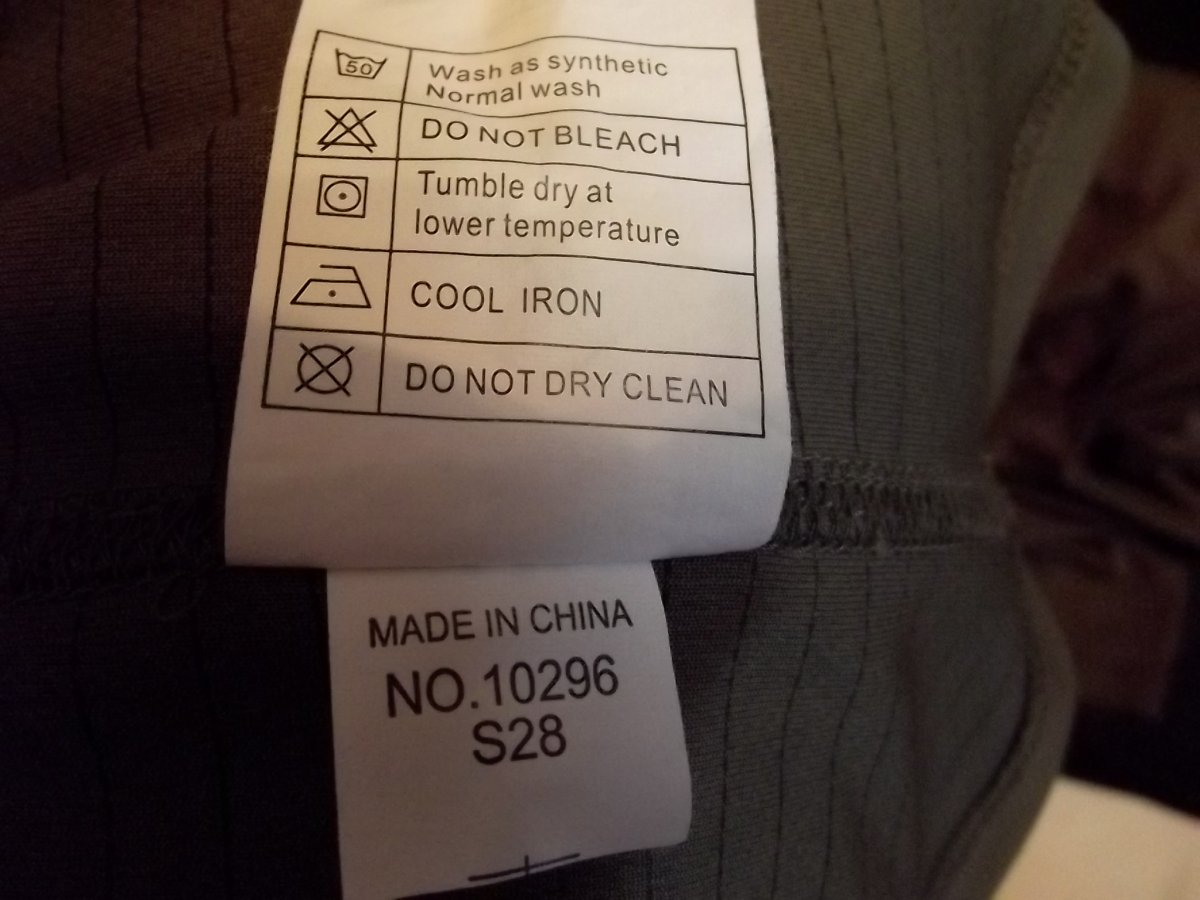 50
Wash as synthetic
Normal wash
DO NOT BLEACH
Tumble dry at
lower temperature
COOL IRON
DO NOT DRY CLEAN
MADE IN CHINA
NO.10296
S28